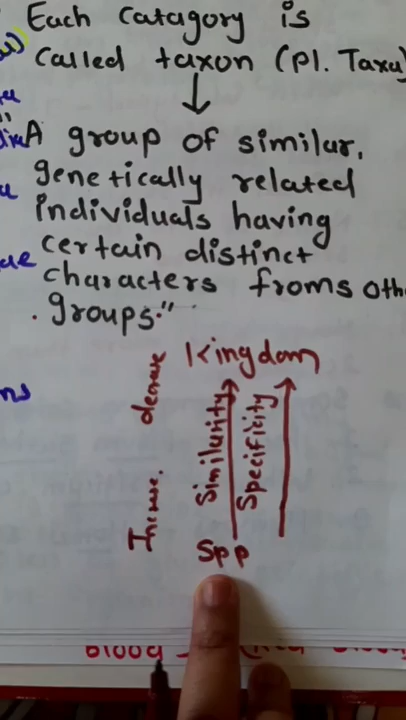 Each catagory is
called taxon (Pl. Taxa)
A group of similar,
genetically related
individuals having
certain distinct
characters froms oth
groups."
Kingdom
decrease
Similarity
Specificity
Increase.
Spp
Blood